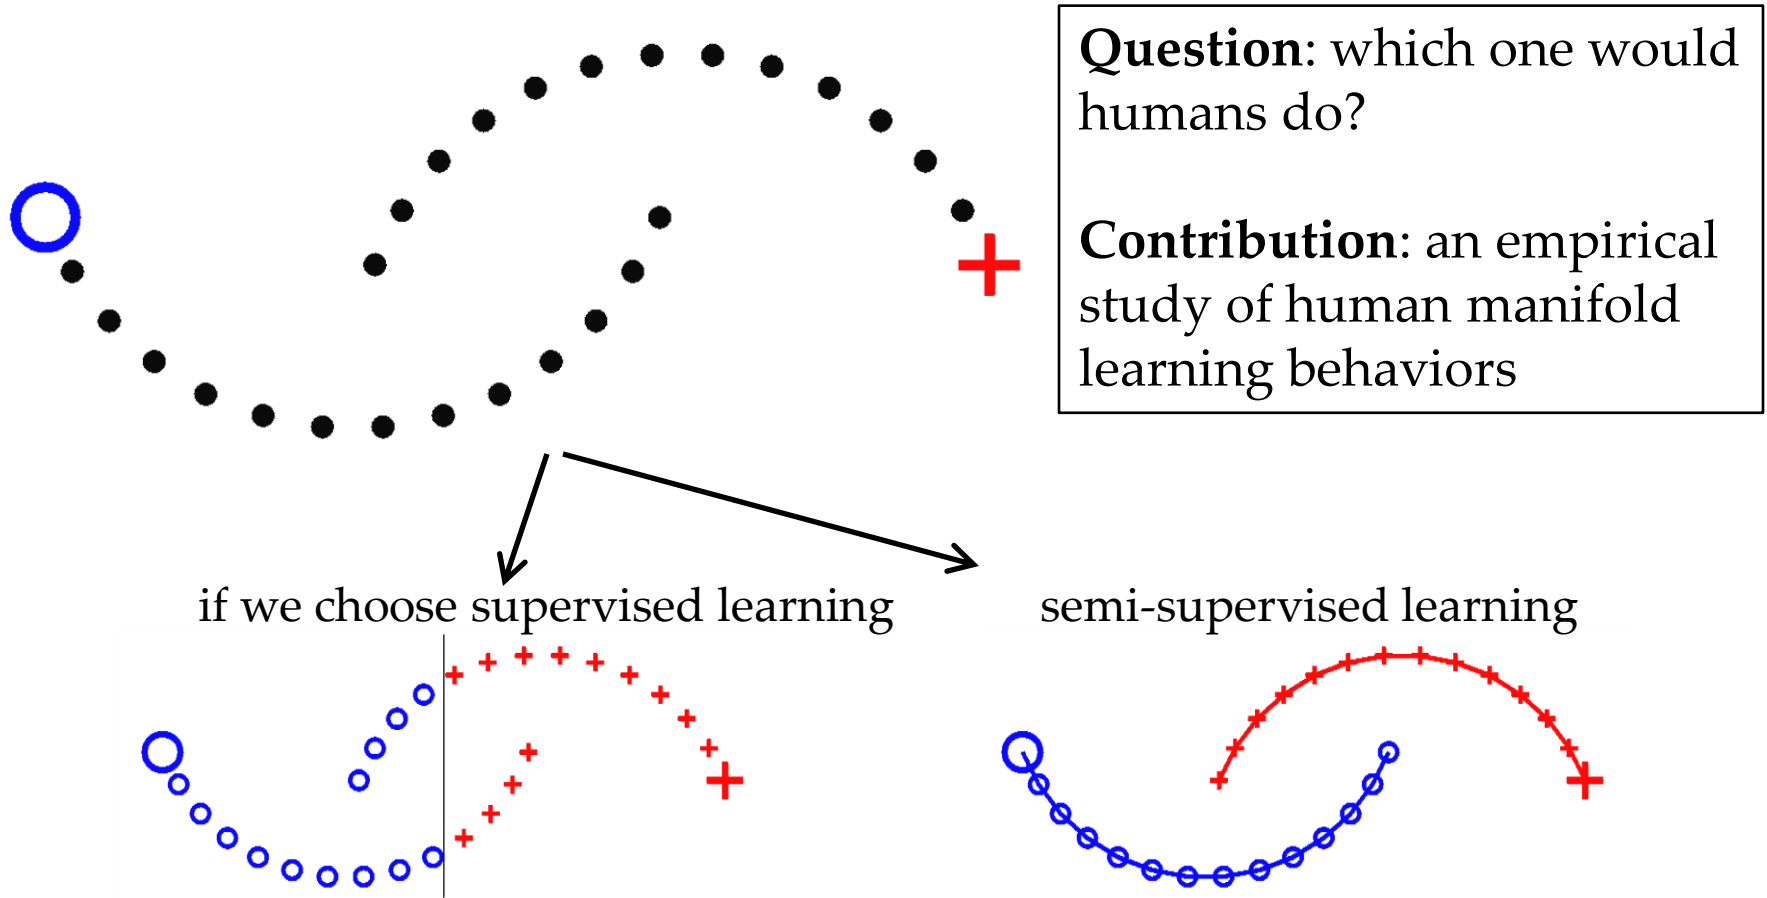 Question: which one would
humans do?
Contribution: an empirical
study of human manifold
learning behaviors
if we choose supervised learning
semi-supervised learning